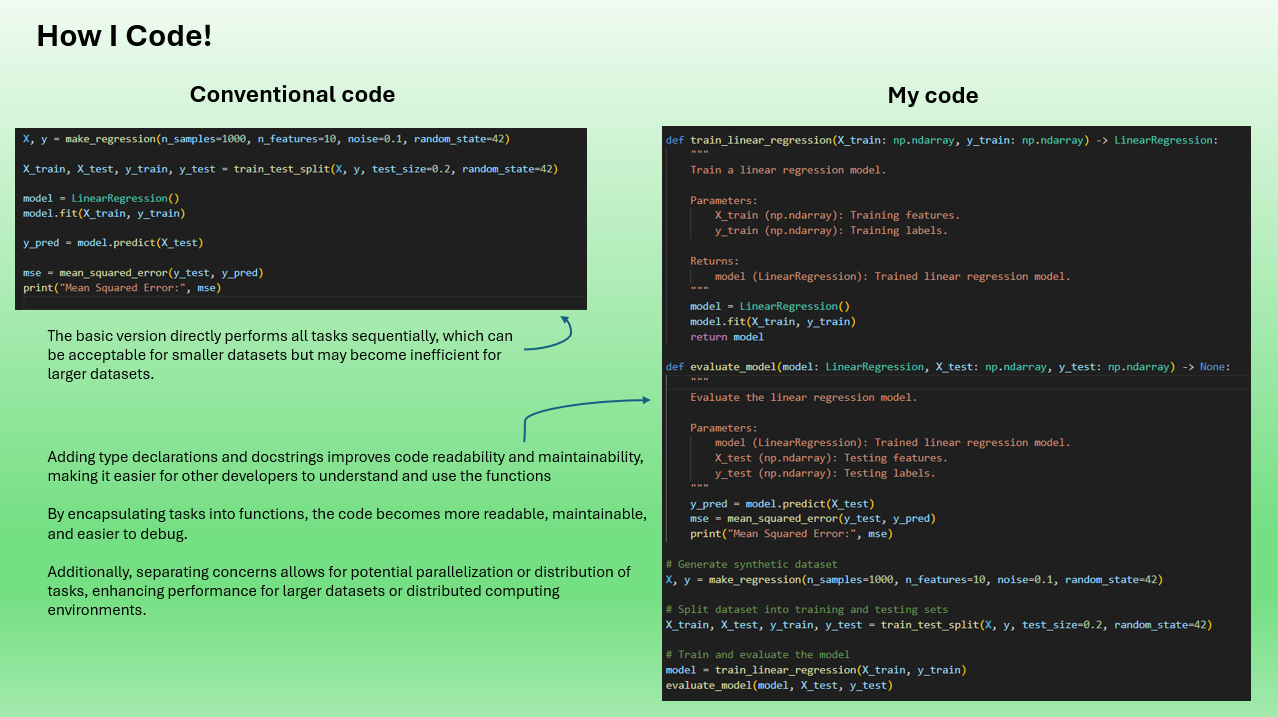 How I Code!
Conventional code
X, y = make_regression(n_samples=1000, n_features=10, noise=0.1, random_state=42)
X_train, X_test, y_train, y_test = train_test_split(X, y, test_size=0.2, random_state=42)
model = LinearRegression()
model.fit(X_train, y_train)
y_pred = model.predict(X_test)
mse = mean_squared_error(y_test, y_pred)
print("Mean Squared Error:", mse)
The basic version directly performs all tasks sequentially, which can
be acceptable for smaller datasets but may become inefficient for
larger datasets.
Adding type declarations and docstrings improves code readability and maintainability,
making it easier for other developers to understand and use the functions
By encapsulating tasks into functions, the code becomes more readable, maintainable,
and easier to debug.
Additionally, separating concerns allows for potential parallelization or distribution of
tasks, enhancing performance for larger datasets or distributed computing
environments.
My code
def train_linear_regression(X_train: np.ndarray, y_train: np.ndarray) -> LinearRegression:
    """
    Train a linear regression model.
    Parameters:
        X_train (np.ndarray): Training features.
        y_train (np.ndarray): Training labels.
    Returns:
        model (LinearRegression): Trained linear regression model.
    """
    model = LinearRegression()
    model.fit(X_train, y_train)
    return model
def evaluate_model(model: LinearRegression, X_test: np.ndarray, y_test: np.ndarray) -> None:
    """
    Evaluate the linear regression model.
    Parameters:
        model (LinearRegression): Trained linear regression model.
        X_test (np.ndarray): Testing features.
        y_test (np.ndarray): Testing labels.
    """
    y_pred = model.predict(X_test)
    mse = mean_squared_error(y_test, y_pred)
    print("Mean Squared Error:", mse)
# Generate synthetic dataset
X, y = make_regression(n_samples=1000, n_features=10, noise=0.1, random_state=42)
# Split dataset into training and testing sets
X_train, X_test, y_train, y_test = train_test_split(X, y, test_size=0.2, random_state=42)
# Train and evaluate the model
model = train_linear_regression(X_train, y_train)
evaluate_model(model, X_test, y_test)